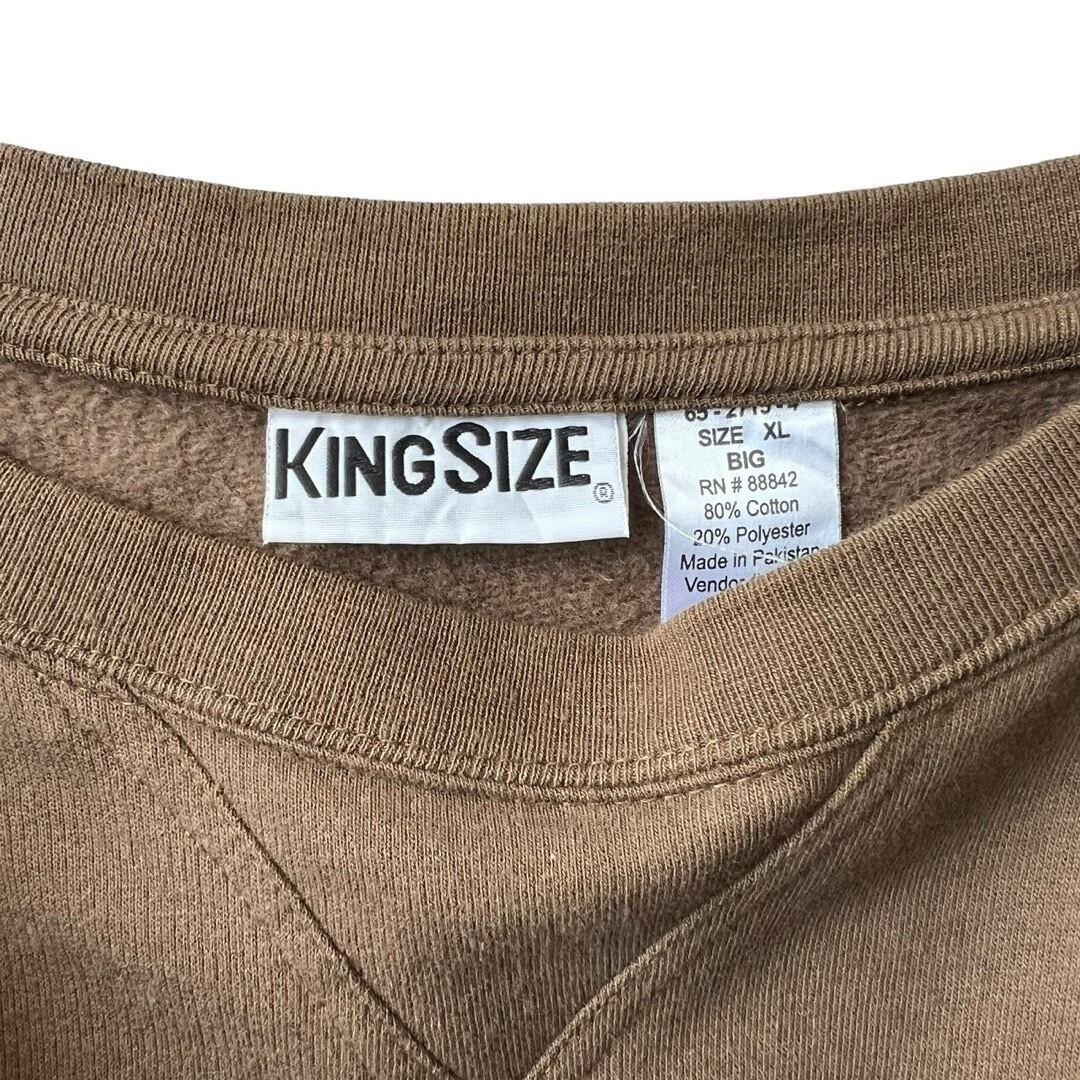 KINGSIZE ®
SIZE XL
BIG
RN # 88842
80% Cotton
20% Polyester
Made in Pakistan